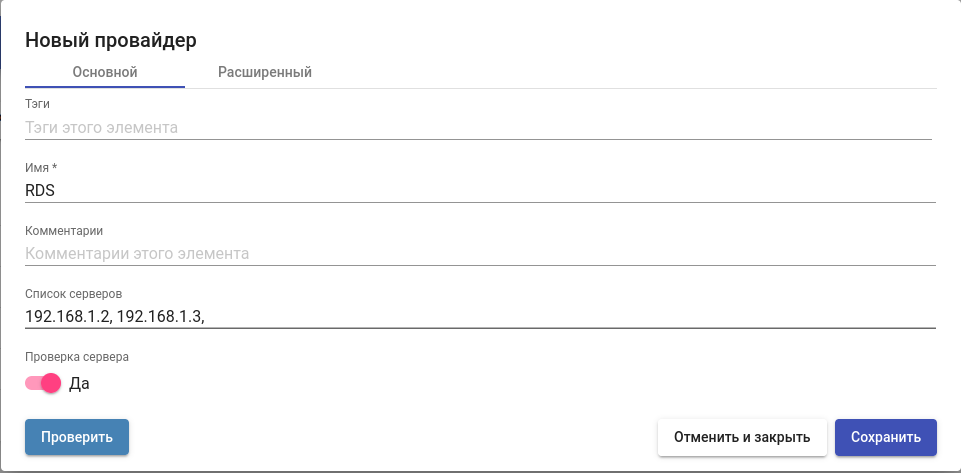 Новый провайдер
Основной Расширенный
Тэги
Тэги этого элемента
Имя *
RDS
Комментарии
Комментарии этого элемента
Список серверов
192.168.1.2, 192.168.1.3,
Проверка сервера
Да
Проверить Отменить и закрыть Сохранить